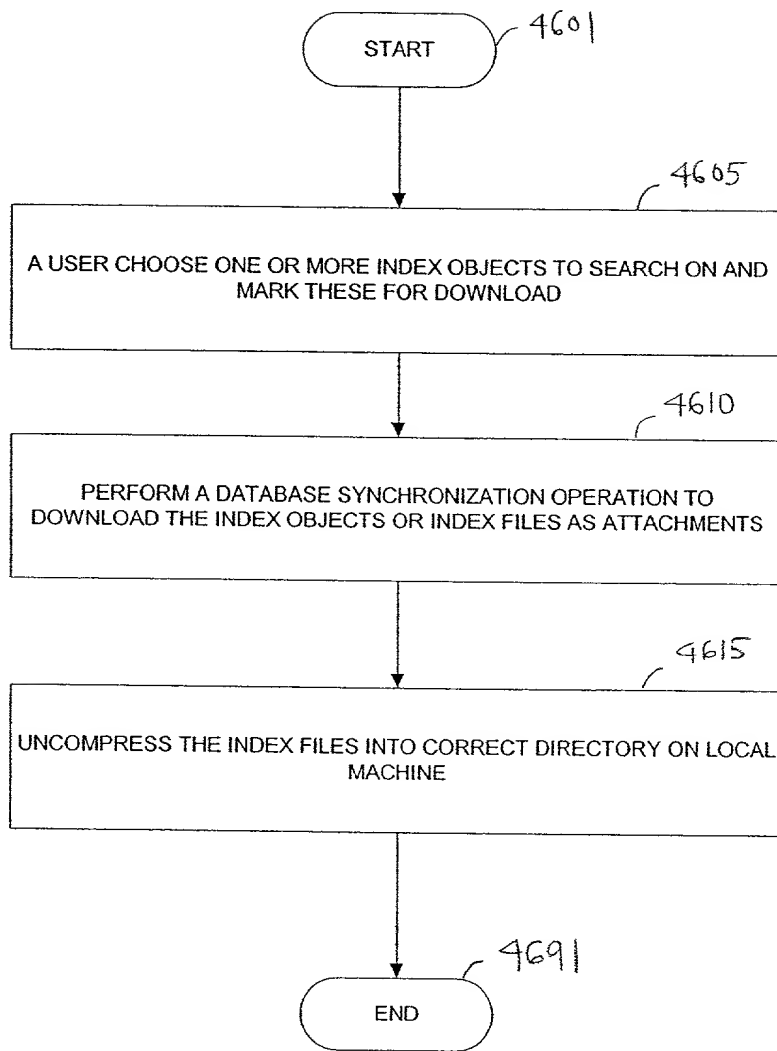 4601
START
4605
A USER CHOOSE ONE OR MORE INDEX OBJECTS TO SEARCH ON AND
MARK THESE FOR DOWNLOAD
4610
PERFORM A DATABASE SYNCHRONIZATION OPERATION TO
DOWNLOAD THE INDEX OBJECTS OR INDEX FILES AS ATTACHMENTS
4615
UNCOMPRESS THE INDEX FILES INTO CORRECT DIRECTORY ON LOCAL
MACHINE
4691
END